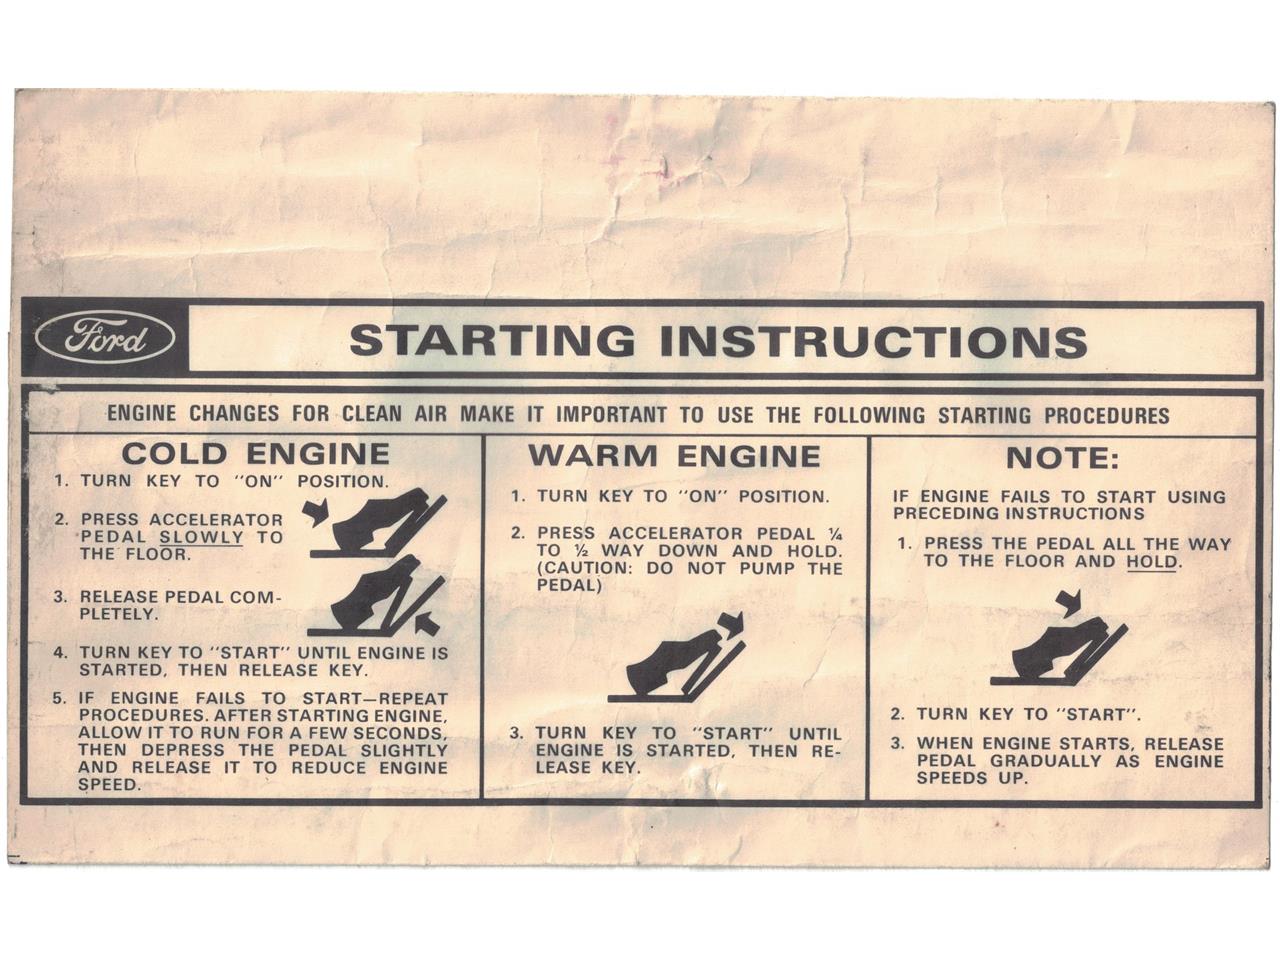 Ford
STARTING INSTRUCTIONS
ENGINE CHANGES FOR CLEAN AIR MAKE IT IMPORTANT TO USE THE FOLLOWING STARTING PROCEDURES
COLD ENGINE
1. TURN KEY TO "ON" POSITION.
2. PRESS ACCELERATOR
PEDAL SLOWLY TO
THE FLOOR.
3. RELEASE PEDAL COM-
PLETELY.
4. TURN KEY TO "START" UNTIL ENGINE IS
STARTED, THEN RELEASE KEY.
5. IF ENGINE FAILS TO START—REPEAT
PROCEDURES. AFTER STARTING ENGINE,
ALLOW IT TO RUN FOR A FEW SECONDS,
THEN DEPRESS THE PEDAL SLIGHTLY
AND RELEASE IT TO REDUCE ENGINE
SPEED.
WARM ENGINE
1. TURN KEY TO "ON" POSITION.
2. PRESS ACCELERATOR PEDAL ¼
TO ½ WAY DOWN AND HOLD.
(CAUTION: DO NOT PUMP THE
PEDAL)
3. TURN KEY TO "START" UNTIL
ENGINE IS STARTED, THEN RE-
LEASE KEY.
NOTE:
IF ENGINE FAILS TO START USING
PRECEDING INSTRUCTIONS
1. PRESS THE PEDAL ALL THE WAY
TO THE FLOOR AND HOLD.
2. TURN KEY TO "START".
3. WHEN ENGINE STARTS, RELEASE
PEDAL GRADUALLY AS ENGINE
SPEEDS UP.